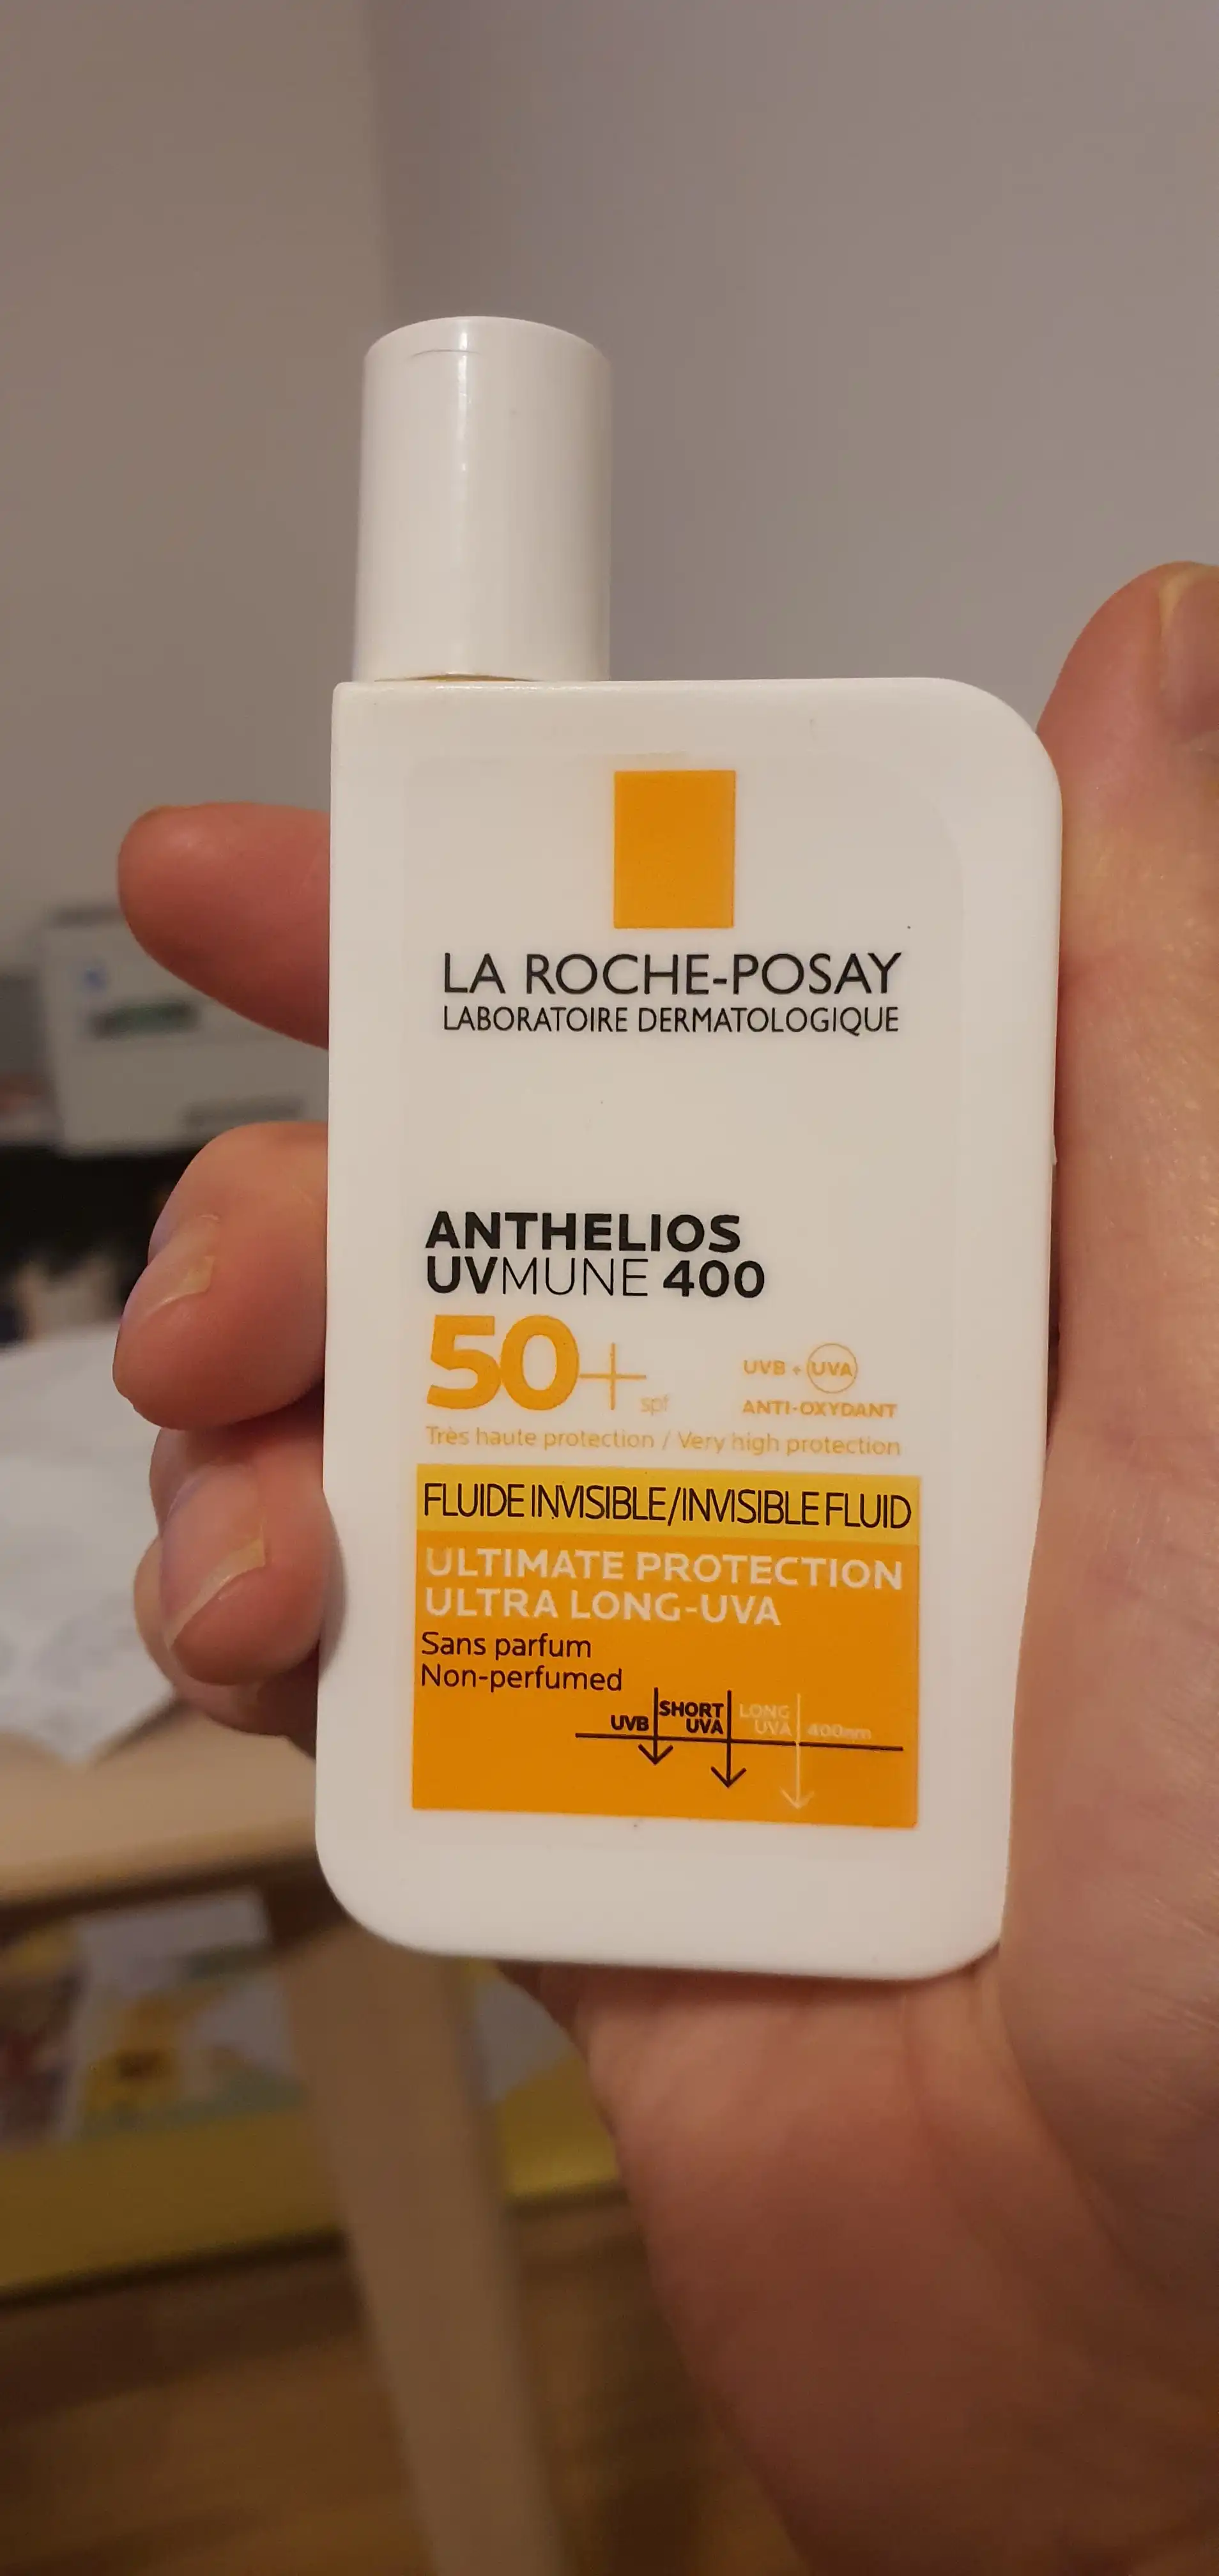 LA ROCHE-POSAY
LABORATOIRE DERMATOLOGIQUE
ANTHELIOS
UVMUNE 400
50+ spf
UVB + UVA
ANTI-OXYDANT
Très haute protection / Very high protection
FLUIDE INVISIBLE/INVISIBLE FLUID
ULTIMATE PROTECTION
ULTRA LONG-UVA
Sans parfum
Non-perfumed
UVB
SHORT
UVA
LONG
UVA
400nm